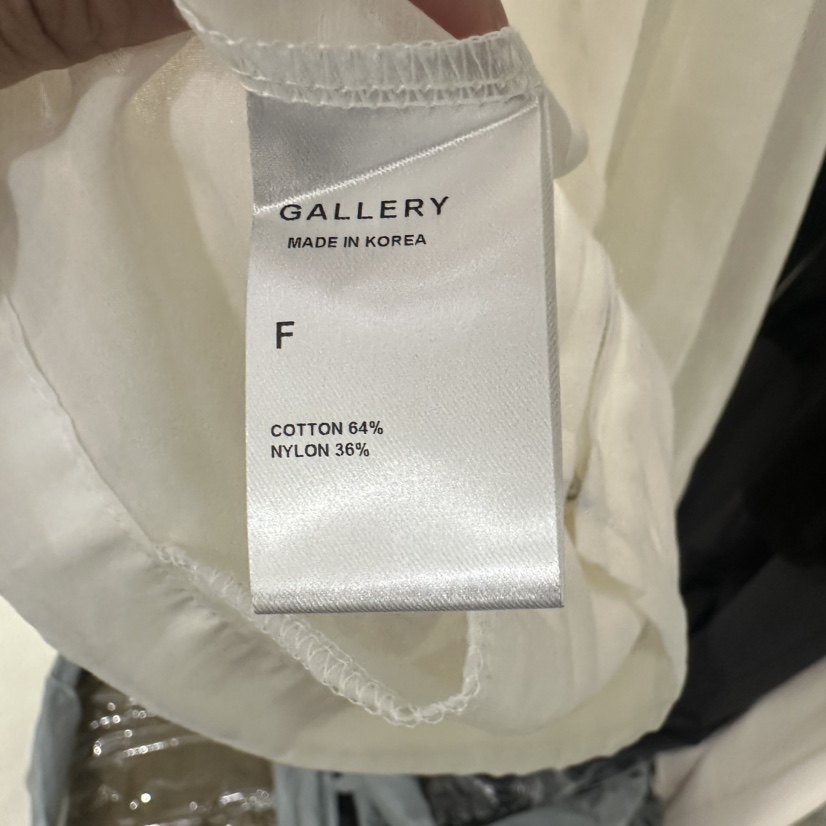 GALLERY
MADE IN KOREA
F
COTTON 64%
NYLON 36%